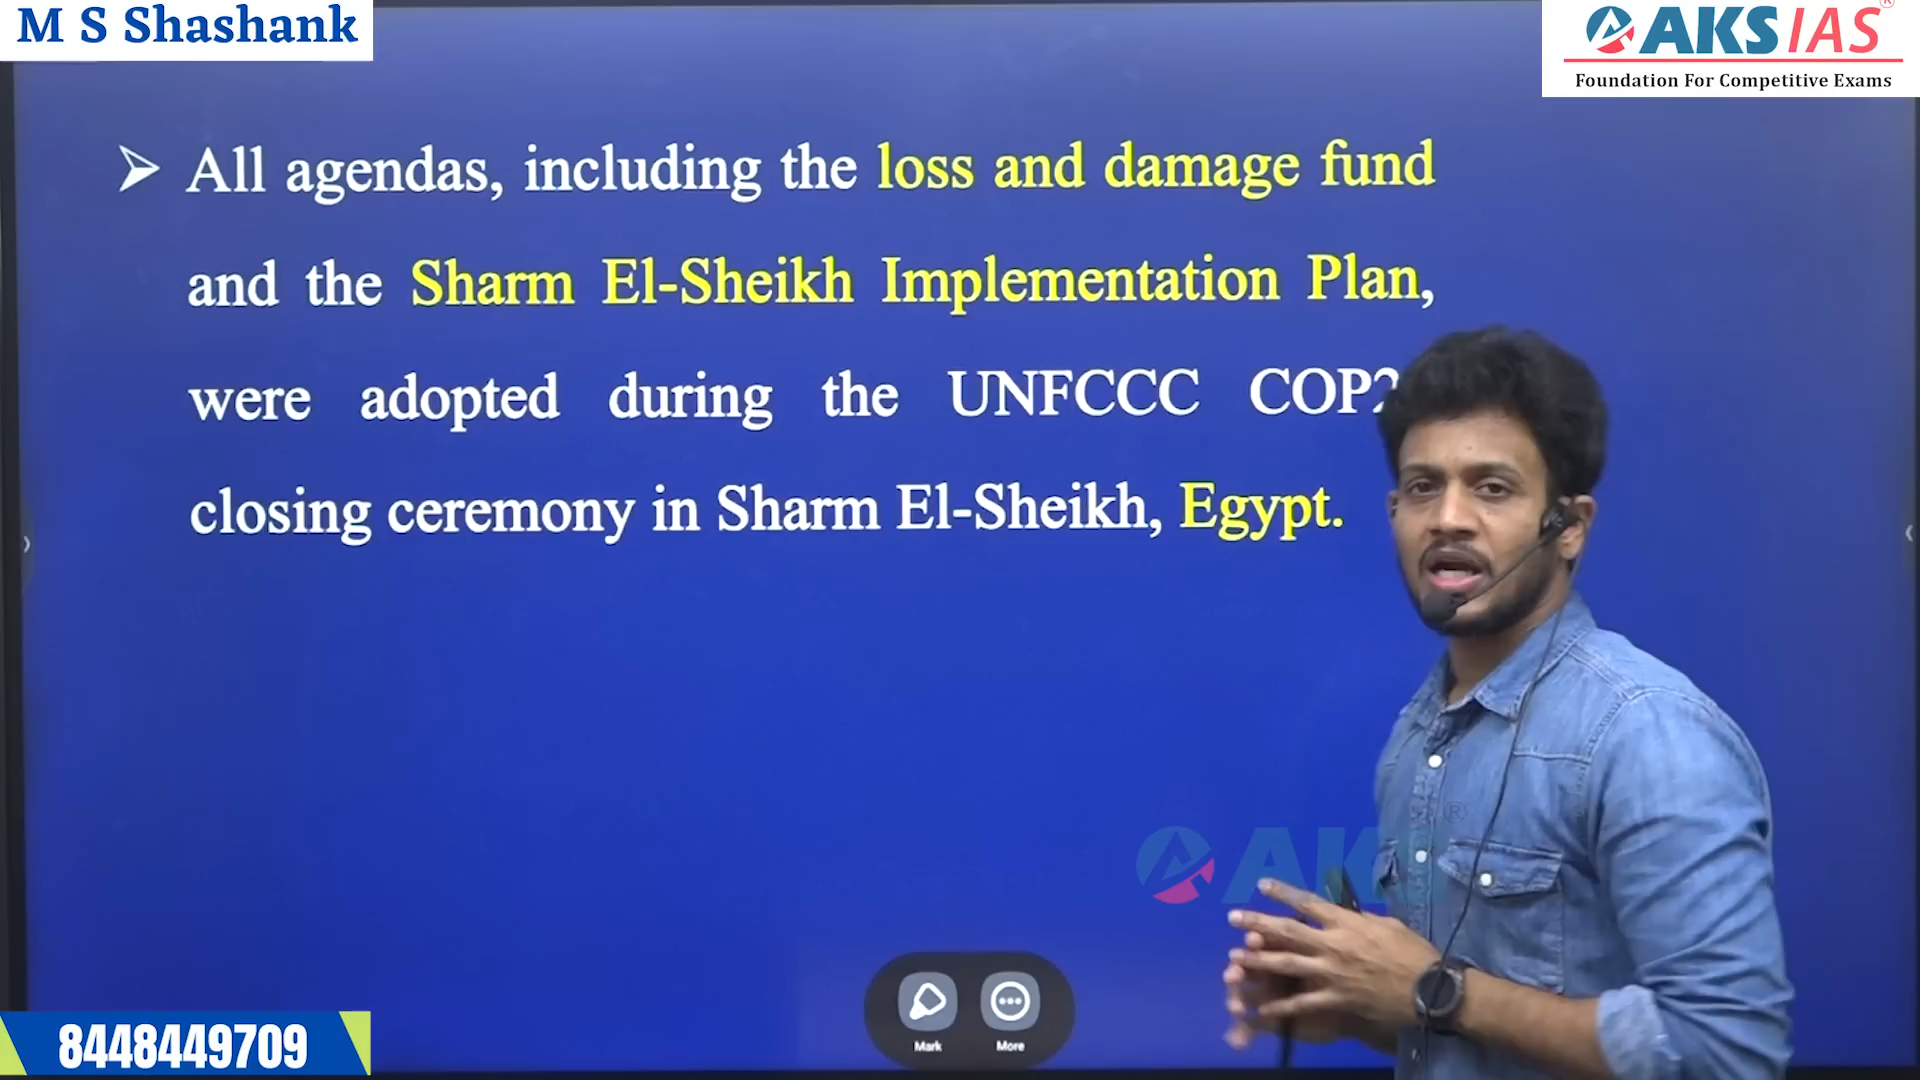 M S Shashank
AKS IAS®
Foundation For Competitive Exams
➢ All agendas, including the loss and damage fund
and the Sharm El-Sheikh Implementation Plan,
were adopted during the UNFCCC
closing ceremony in Sharm El-Sheikh, Egypt.
®
Mark More
8448449709